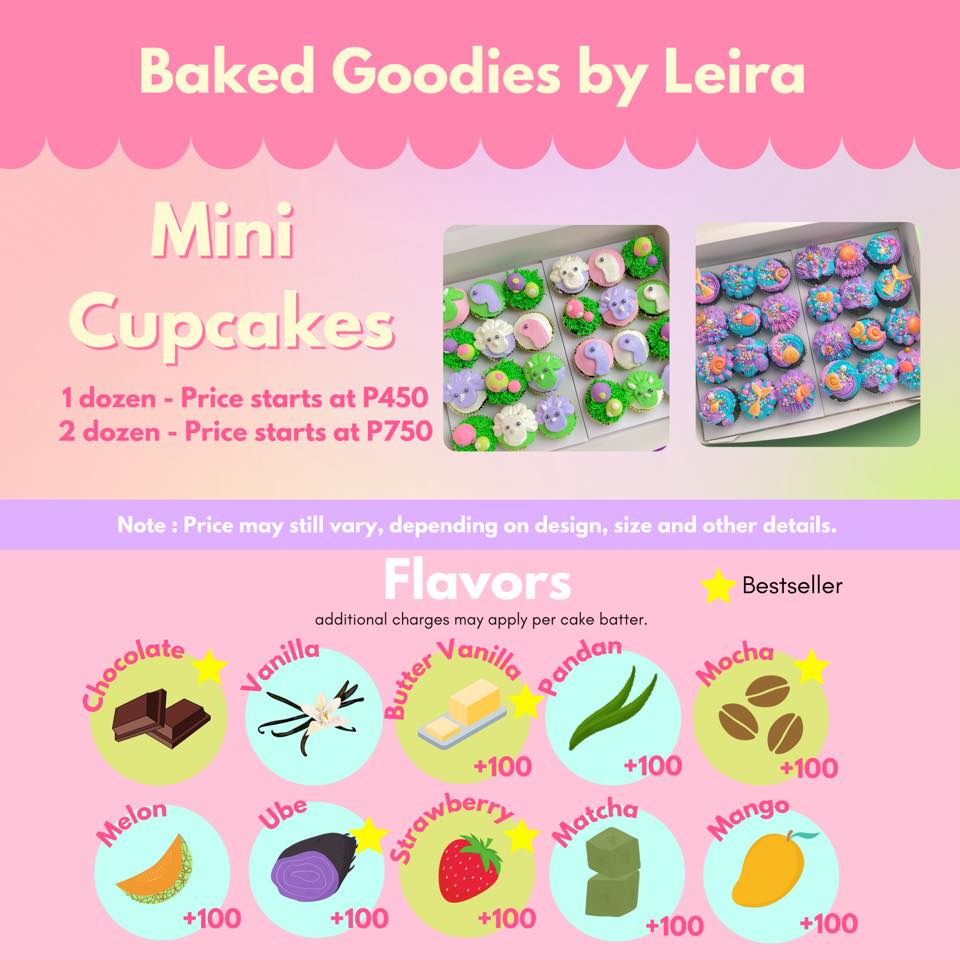 Baked Goodies by Leira
Mini
Cupcakes
1 dozen - Price starts at P450
2 dozen - Price starts at P750
Note : Price may still vary, depending on design, size and other details.
Flavors
Bestseller
additional charges may apply per cake batter.
Chocolate
Vanilla
Butter Vanilla
+100
Pandan
+100
Mocha
+100
Melon
+100
Ube
+100
Strawberry
+100
Matcha
+100
Mango
+100